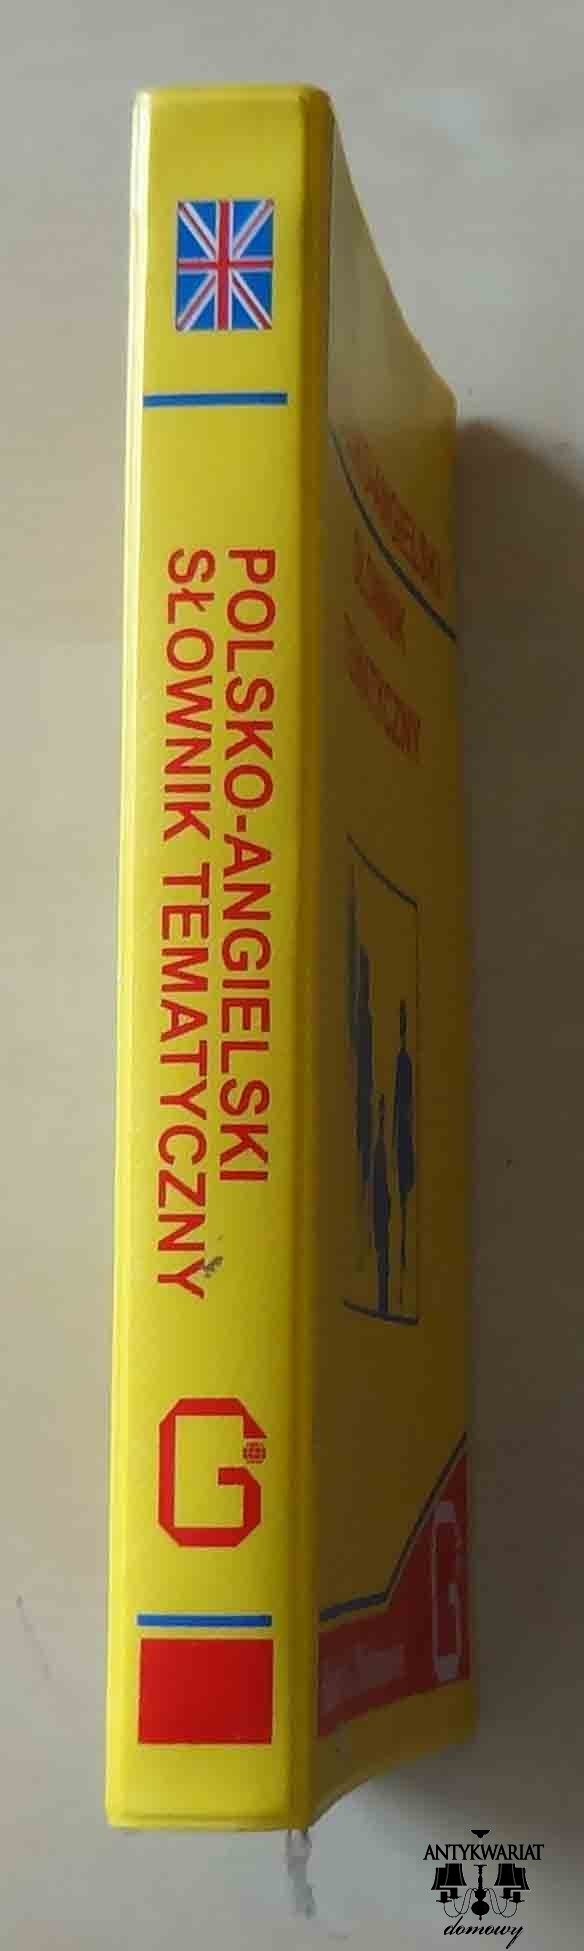 POLSKO-ANGIELSKI
SŁOWNIK TEMATYCZNY
G
G
ANTYKWARIAT
domowy